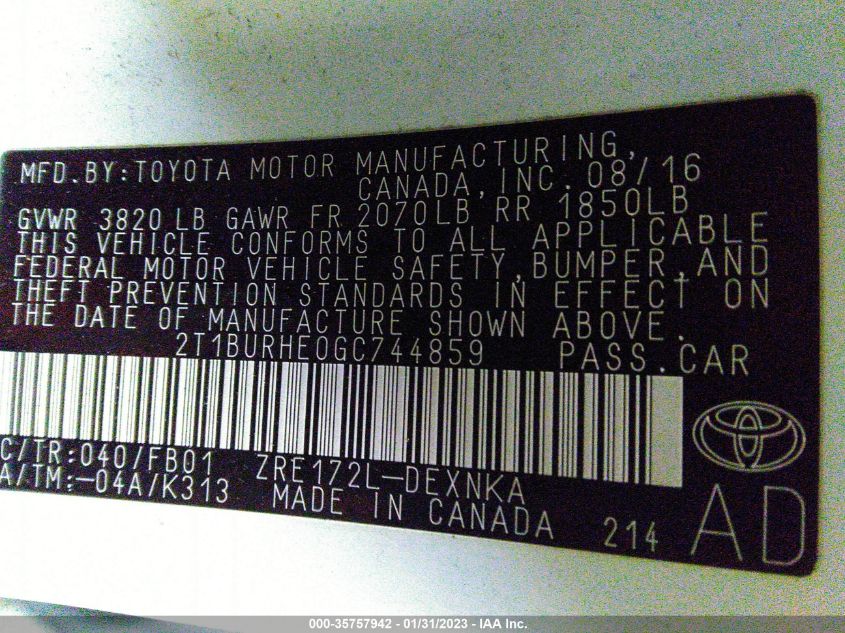 MFD.BY:TOYOTA MOTOR MANUFACTURING,
CANADA,INC. 08/16
GVWR 3820 LB GAWR FR 2070LB RR 1850LB
THIS VEHICLE CONFORMS TO ALL APPLICABLE
FEDERAL MOTOR VEHICLE SAFETY,BUMPER,AND
THEFT PREVENTION STANDARDS IN EFFECT ON
THE DATE OF MANUFACTURE SHOWN ABOVE.
2T1BURHE0GC744859 PASS.CAR
C/TR:040/FB01 ZRE172L-DEXNKA
A/TM:-04A/K313 MADE IN CANADA 214 AD
000-35757942 - 01/31/2023 - IAA Inc.